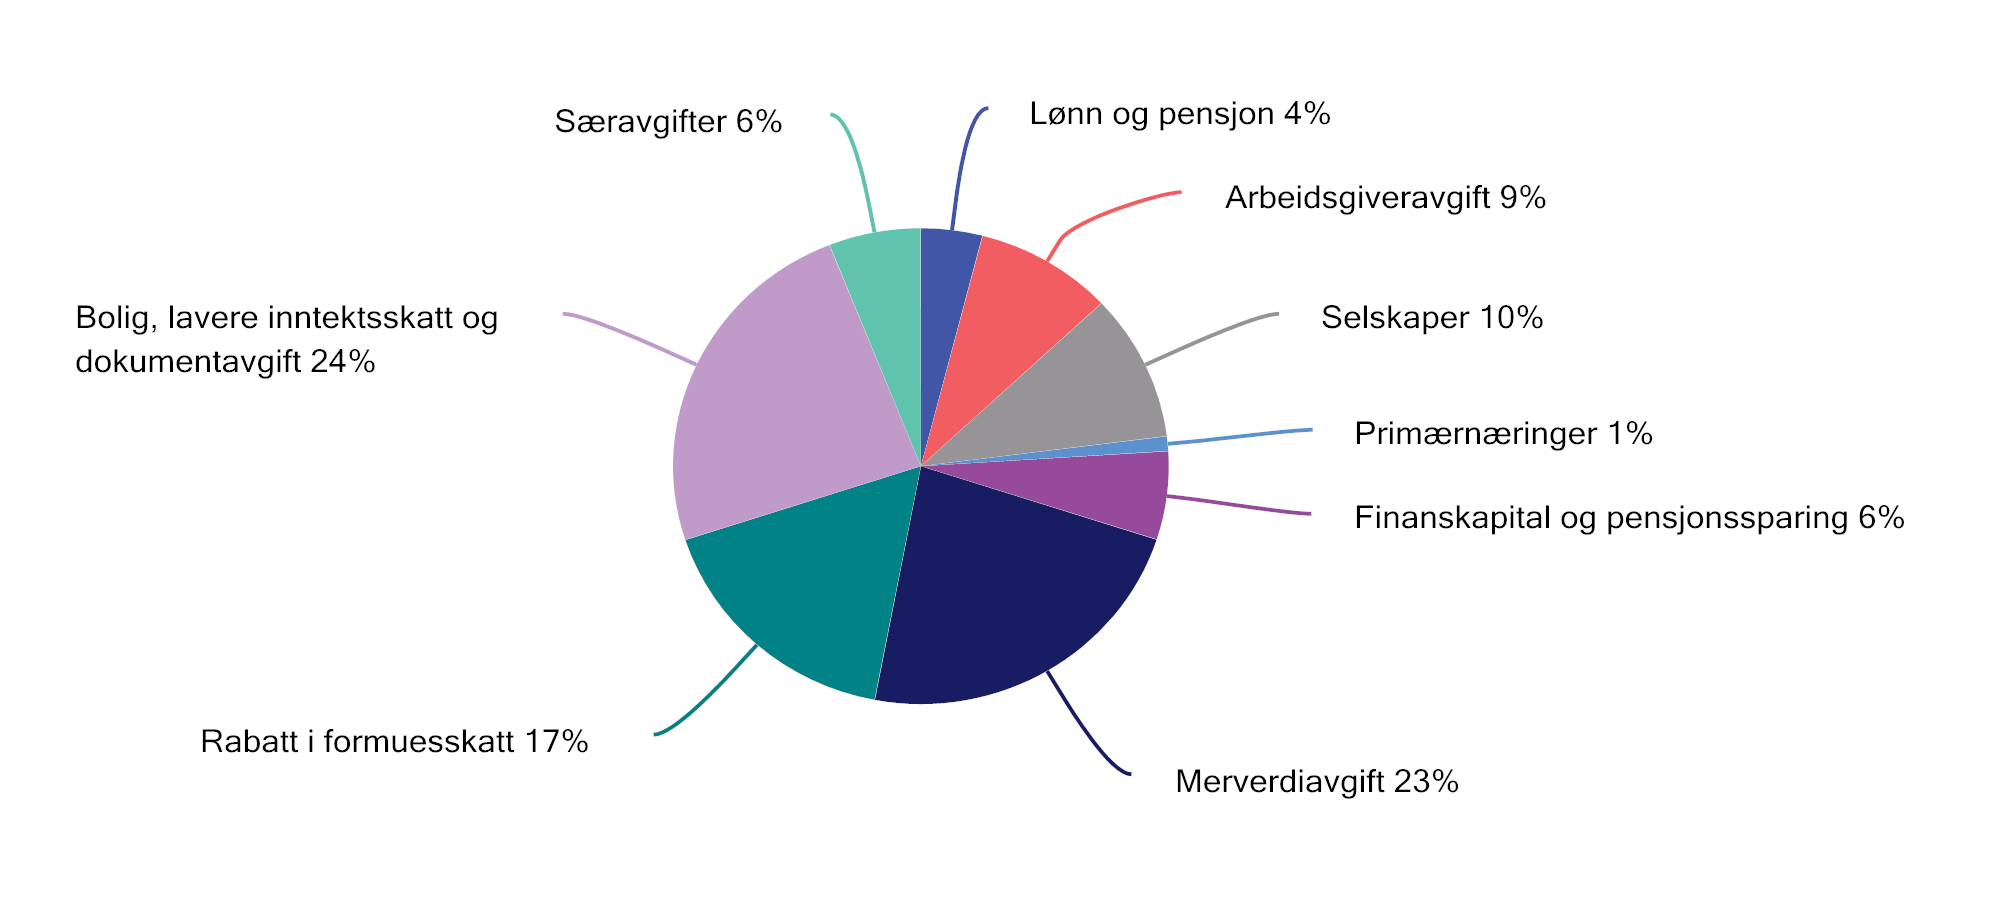 Særavgifter 6%
Lønn og pensjon 4%
Arbeidsgiveravgift 9%
Bolig, lavere inntektsskatt og
dokumentavgift 24%
Selskaper 10%
Primærnæringer 1%
Finanskapital og pensjonssparing 6%
Rabatt i formuesskatt 17%
Merverdiavgift 23%